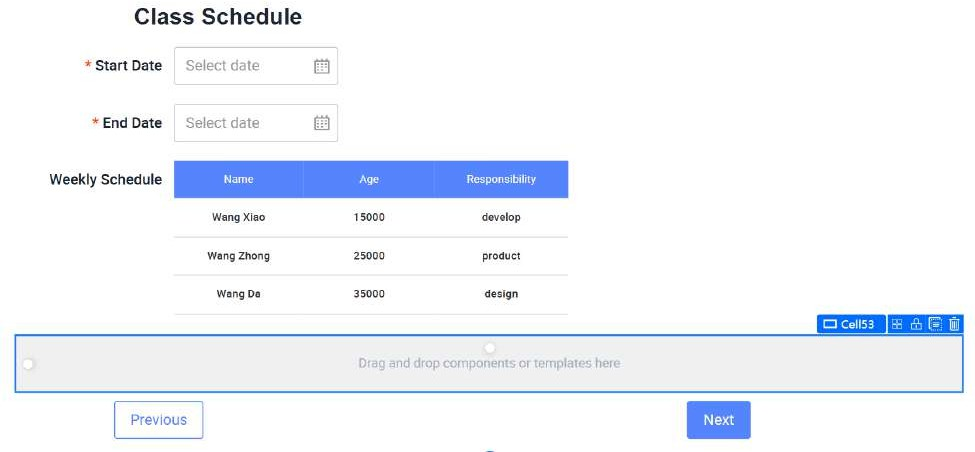 Class Schedule
* Start Date Select date
* End Date Select date
Weekly Schedule Name Age Responsibility
Wang Xiao 15000 develop
Wang Zhong 25000 product
Wang Da 35000 design
Cell53
Drag and drop components or templates here
Previous Next